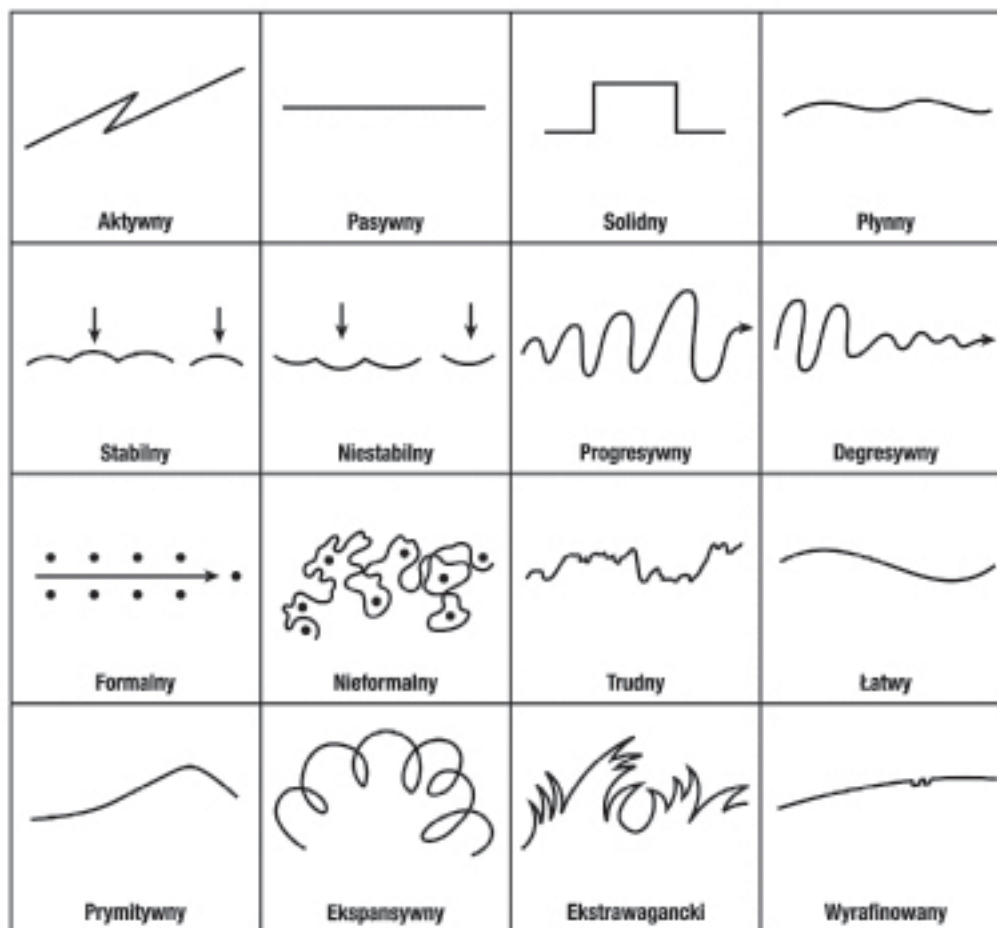 Aktywny Pasywny Solidny Płynny
Stabilny Niestabilny Progresywny Degresywny
Formalny Nieformalny Trudny Łatwy
Prymitywny Ekspansywny Ekstrawagancki Wyrafinowany